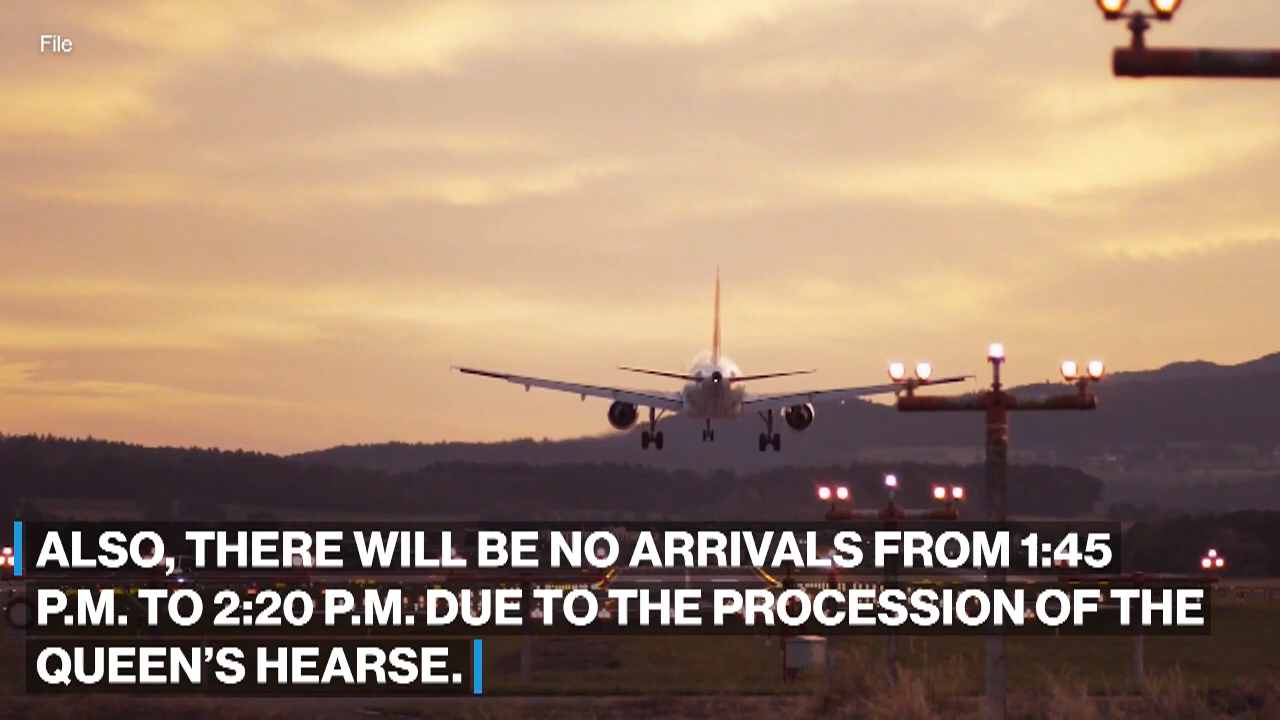 File
ALSO, THERE WILL BE NO ARRIVALS FROM 1:45
P.M. TO 2:20 P.M. DUE TO THE PROCESSION OF THE
QUEEN’S HEARSE.